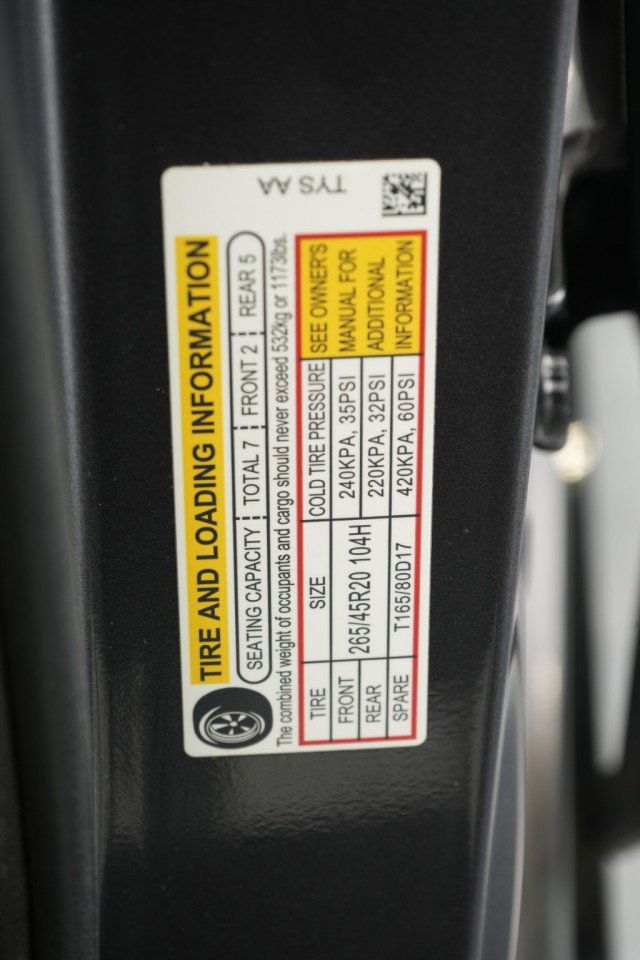 TIRE AND LOADING INFORMATION
SEATING CAPACITY TOTAL 7 FRONT 2 REAR 5
The combined weight of occupants and cargo should never exceed 532kg or 1173lbs.
TIRE SIZE COLD TIRE PRESSURE SEE OWNER'S
FRONT 265/45R20 104H 240KPA, 35PSI MANUAL FOR
REAR 220KPA, 32PSI ADDITIONAL
SPARE T165/80D17 420KPA, 60PSI INFORMATION
TYS AA